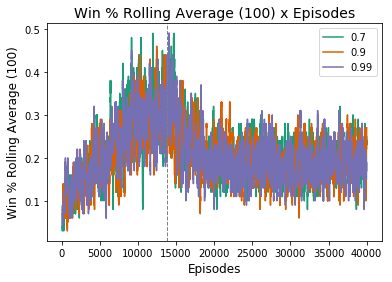 Win % Rolling Average (100) x Episodes
Win % Rolling Average (100)
0.5
0.4
0.3
0.2
0.1
0.7
0.9
0.99
0 5000 10000 15000 20000 25000 30000 35000 40000
Episodes